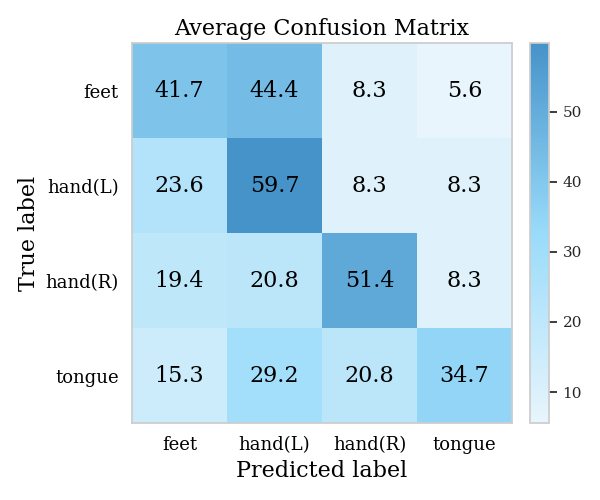 Average Confusion Matrix
True label
feet 41.7 44.4 8.3 5.6
hand(L) 23.6 59.7 8.3 8.3
hand(R) 19.4 20.8 51.4 8.3
tongue 15.3 29.2 20.8 34.7
feet hand(L) hand(R) tongue
Predicted label
50
40
30
20
10